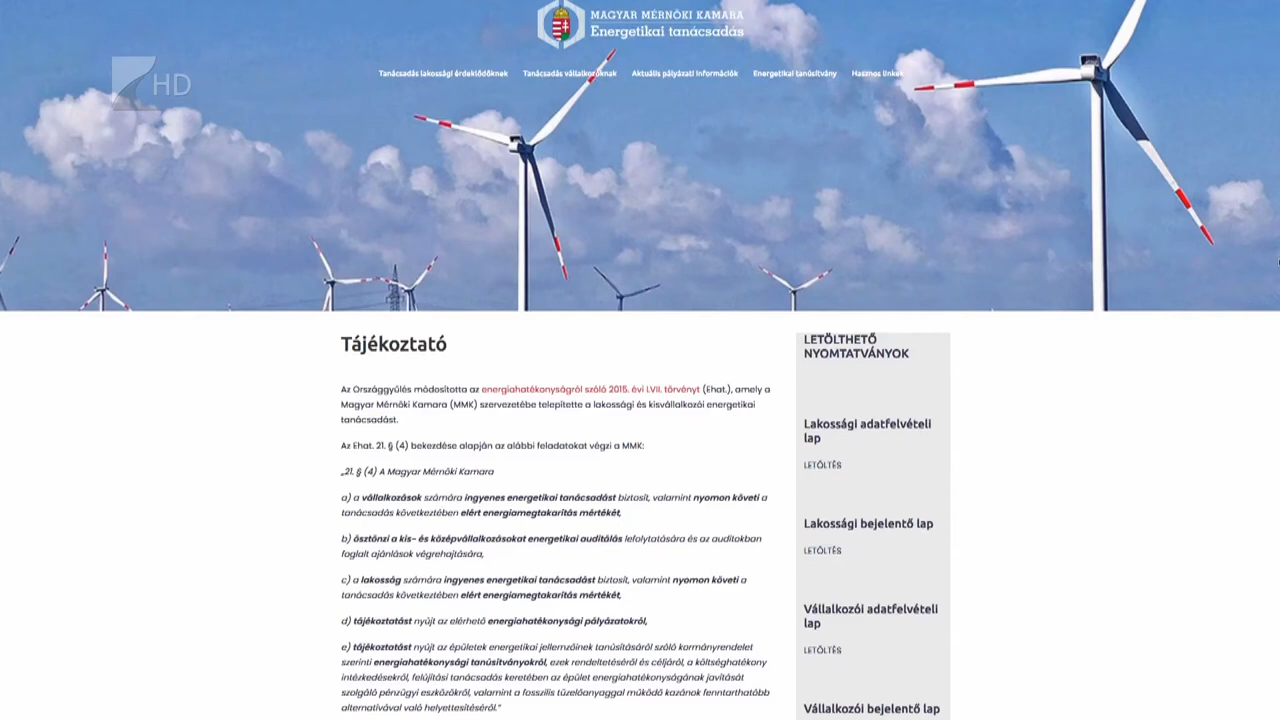 MAGYAR MÉRNÖKI KAMARA
Energetikai tanácsadás
HD
Tanácsadás lakossági érdeklődőknek Tanácsadás vállalkozóknak Aktuális pályázati információk Energetikai tanúsítvány Hasznos linkek
Tájékoztató
Az Országgyűlés módosította az energiahatékonyságról szóló 2015. évi LVII. törvényt (Ehat.), amely a
Magyar Mérnöki Kamara (MMK) szervezetébe telepítette a lakossági és kisvállalkozói energetikai
tanácsadást.
Az Ehat. 21. § (4) bekezdése alapján az alábbi feladatokat végzi a MMK:
„21. § (4) A Magyar Mérnöki Kamara
a) a vállalkozások számára ingyenes energetikai tanácsadást biztosít, valamint nyomon követi a
tanácsadás következtében elért energiamegtakarítás mértékét,
b) ösztönzi a kis- és középvállalkozásokat energetikai auditálás lefolytatására és az auditokban
foglalt ajánlások végrehajtására,
c) a lakosság számára ingyenes energetikai tanácsadást biztosít, valamint nyomon követi a
tanácsadás következtében elért energiamegtakarítás mértékét,
d) tájékoztatást nyújt az elérhető energiahatékonysági pályázatokról,
e) tájékoztatást nyújt az épületek energetikai jellemzőinek tanúsításáról szóló kormányrendelet
szerinti energiahatékonysági tanúsítványokról, ezek rendeltetéséről és céljáról, a költséghatékony
intézkedésekről, felújítási tanácsadás keretében az épület energiahatékonyságának javítását
szolgáló pénzügyi eszközökről, valamint a fosszilis tüzelőanyaggal működő kazánok fenntarthatóbb
alternatívával való helyettesítéséről."
LETÖLTHETŐ
NYOMTATVÁNYOK
Lakossági adatfelvételi
lap
LETÖLTÉS
Lakossági bejelentő lap
LETÖLTÉS
Vállalkozói adatfelvételi
lap
LETÖLTÉS
Vállalkozói bejelentő lap